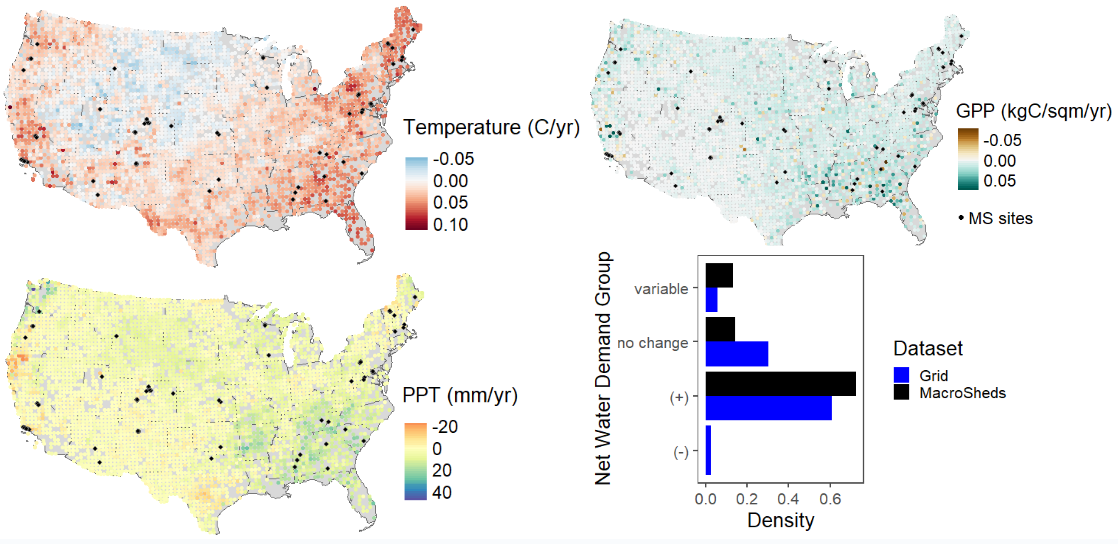 Temperature (C/yr)
-0.05
0.00
0.05
0.10
GPP (kgC/sqm/yr)
-0.05
0.00
0.05
MS sites
PPT (mm/yr)
-20
0
20
40
Net Water Demand Group
variable
no change
(+)
(-)
0.0 0.2 0.4 0.6
Density
Dataset
Grid
MacroSheds